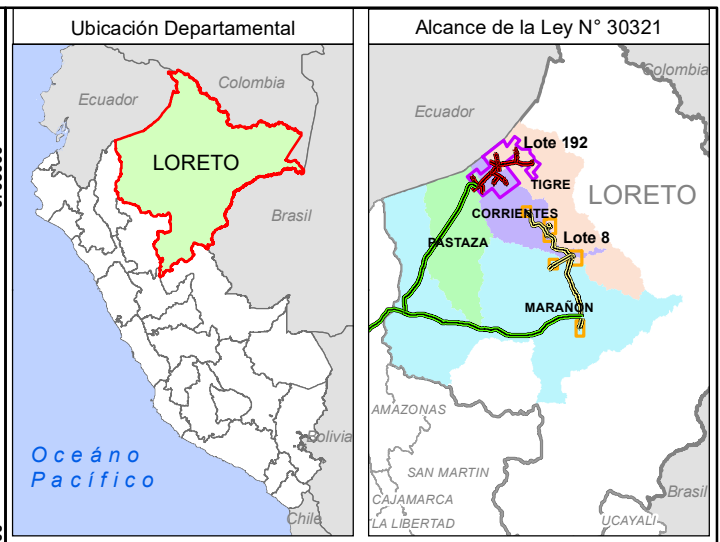 Ubicación Departamental
Colombia
Ecuador
LORETO
Brasil
Bolivia
Oceáno
Pacífico
Chile
Alcance de la Ley N° 30321
Colombia
Ecuador
Lote 192
TIGRE
LORETO
CORRIENTES
Lote 8
PASTAZA
MARAÑON
AMAZONAS
SAN MARTIN
Brasil
CAJAMARCA
LA LIBERTAD
UCAYALI